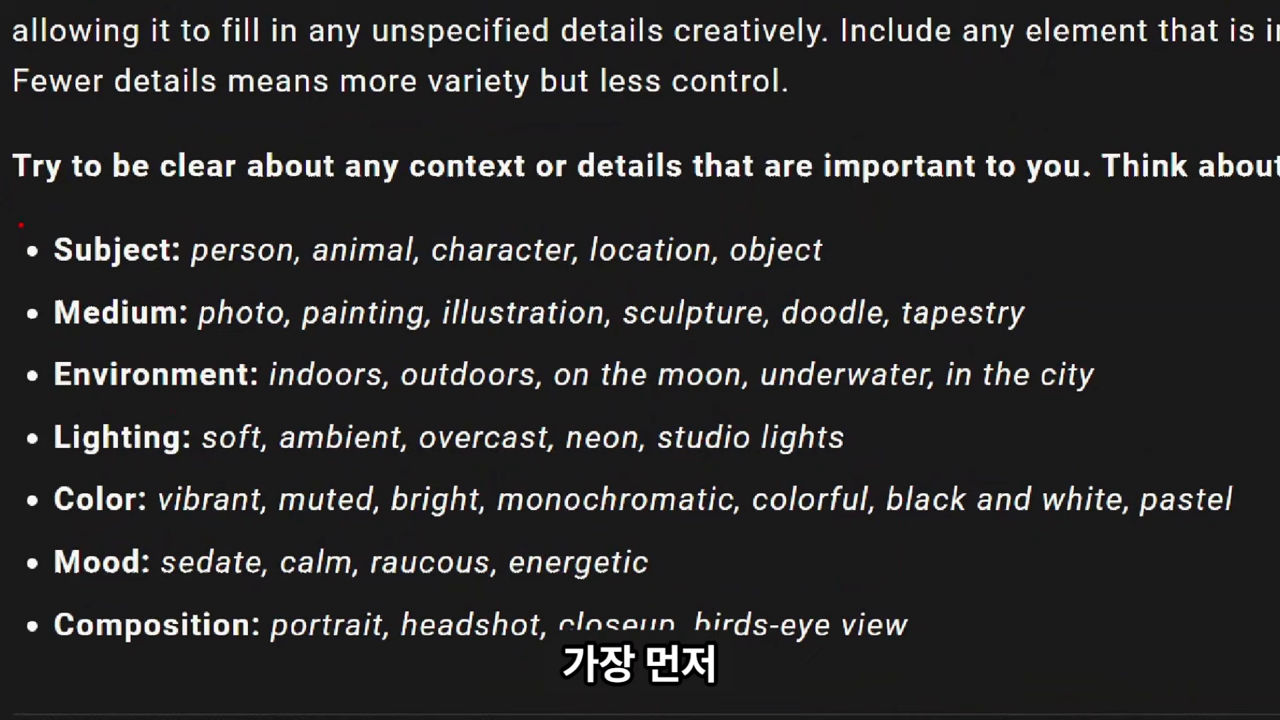 allowing it to fill in any unspecified details creatively. Include any element that is
Fewer details means more variety but less control.
Try to be clear about any context or details that are important to you. Think about
• Subject: person, animal, character, location, object
• Medium: photo, painting, illustration, sculpture, doodle, tapestry
• Environment: indoors, outdoors, on the moon, underwater, in the city
• Lighting: soft, ambient, overcast, neon, studio lights
• Color: vibrant, muted, bright, monochromatic, colorful, black and white, pastel
• Mood: sedate, calm, raucous, energetic
• Composition: portrait, headshot, closeup, birds-eye view
가장 먼저